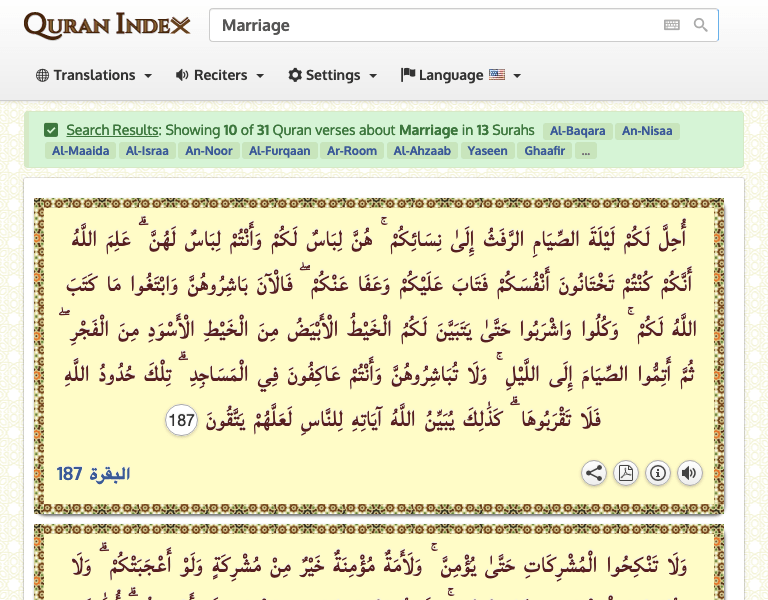 QURAN INDEX
Marriage
Translations
Reciters
Settings
Language
Search Results: Showing 10 of 31 Quran verses about Marriage in 13 Surahs Al-Baqara An-Nisaa
Al-Maaida Al-Israa An-Noor Al-Furqaan Ar-Room Al-Ahzaab Yaseen Ghaafir ...
أُحِلَّ لَكُمْ لَيْلَةَ الصِّيَامِ الرَّفَثُ إِلَىٰ نِسَائِكُمْ ۚ هُنَّ لِبَاسٌ لَكُمْ وَأَنْتُمْ لِبَاسٌ لَهُنَّ ۗ عَلِمَ اللَّهُ
أَنَّكُمْ كُنْتُمْ تَخْتَانُونَ أَنْفُسَكُمْ فَتَابَ عَلَيْكُمْ وَعَفَا عَنْكُمْ ۖ فَالْآنَ بَاشِرُوهُنَّ وَابْتَغُوا مَا كَتَبَ
اللَّهُ لَكُمْ ۚ وَكُلُوا وَاشْرَبُوا حَتَّىٰ يَتَبَيَّنَ لَكُمُ الْخَيْطُ الْأَبْيَضُ مِنَ الْخَيْطِ الْأَسْوَدِ مِنَ الْفَجْرِ ۖ
ثُمَّ أَتِمُّوا الصِّيَامَ إِلَى اللَّيْلِ ۚ وَلَا تُبَاشِرُوهُنَّ وَأَنْتُمْ عَاكِفُونَ فِي الْمَسَاجِدِ ۗ تِلْكَ حُدُودُ اللَّهِ
فَلَا تَقْرَبُوهَا ۗ كَذَٰلِكَ يُبَيِّنُ اللَّهُ آيَاتِهِ لِلنَّاسِ لَعَلَّهُمْ يَتَّقُونَ 187
البقرة 187
وَلَا تَنْكِحُوا الْمُشْرِكَاتِ حَتَّىٰ يُؤْمِنَّ ۚ وَلَأَمَةٌ مُؤْمِنَةٌ خَيْرٌ مِنْ مُشْرِكَةٍ وَلَوْ أَعْجَبَتْكُمْ ۗ وَلَا